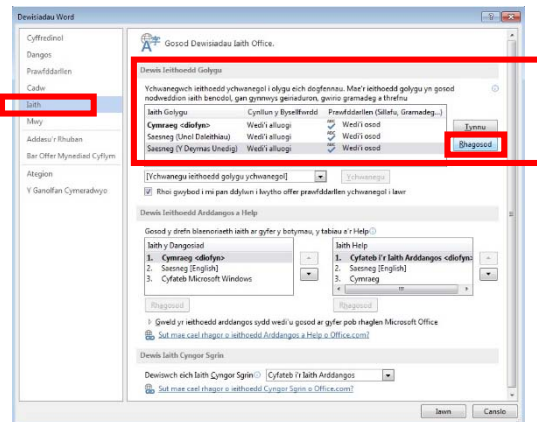 Dewisiadau Word
Cyffredinol
Dangos
Prawfddarllen
Cadw
Iaith
Mwy
Addasu'r Rhuban
Bar Offer Mynediad Cyflym
Ategion
Y Ganolfan Cymeradwyo
Gosod Dewisiadau Iaith Office.
Dewis Ieithoedd Golygu
Ychwanegwch ieithoedd ychwanegol i olygu eich dogfennau. Mae'r ieithoedd golygu yn gosod
nodweddion iaith benodol, gan gynnwys geiriaduron, gwirio gramadeg a threfnu
Iaith Golygu Cynllun y Bysellfwrdd Prawfddarllen (Sillafu, Gramadeg...)
Cymraeg <diofyn> Wedi'i alluogi Wedi'i osod
Saesneg (Unol Daleithiau) Wedi'i alluogi Wedi'i osod
Saesneg (Y Deyrnas Unedig) Wedi'i alluogi Wedi'i osod
Tynnu
Rhagosod
[Ychwanegu ieithoedd golygu ychwanegol] Ychwanegu
Rhoi gwybod i mi pan ddylwn i lwytho offer prawfddarllen ychwanegol i lawr
Dewis Ieithoedd Arddangos a Help
Gosod y drefn blaenoriaeth iaith ar gyfer y botymau, y tabiau a'r Help
Iaith y Dangosiad
1. Cymraeg <diofyn>
2. Saesneg [English]
3. Cyfateb Microsoft Windows
Rhagosod
Iaith Help
1. Cyfateb i'r Iaith Arddangos <diofyn>
2. Saesneg [English]
3. Cymraeg
Rhagosod
Gweld yr ieithoedd arddangos sydd wedi'u gosod ar gyfer pob rhaglen Microsoft Office
Sut mae cael rhagor o ieithoedd Arddangos a Help o Office.com?
Dewis Iaith Cyngor Sgrin
Dewiswch eich Iaith Cyngor Sgrin Cyfateb i'r Iaith Arddangos
Sut mae cael rhagor o ieithoedd Cyngor Sgrin o Office.com?
Iawn Canslo